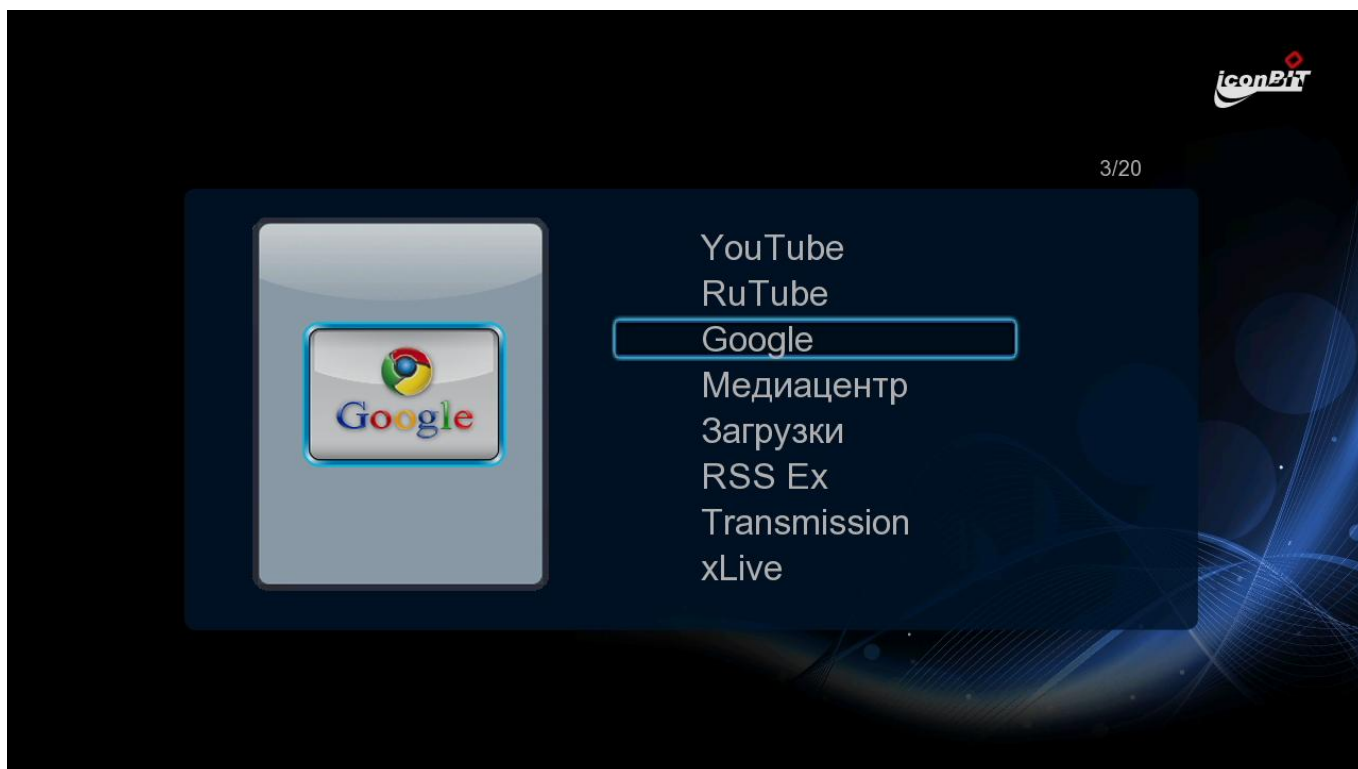 iconBIT
3/20
YouTube
RuTube
Google
Google
Медиацентр
Загрузки
RSS Ex
Transmission
xLive